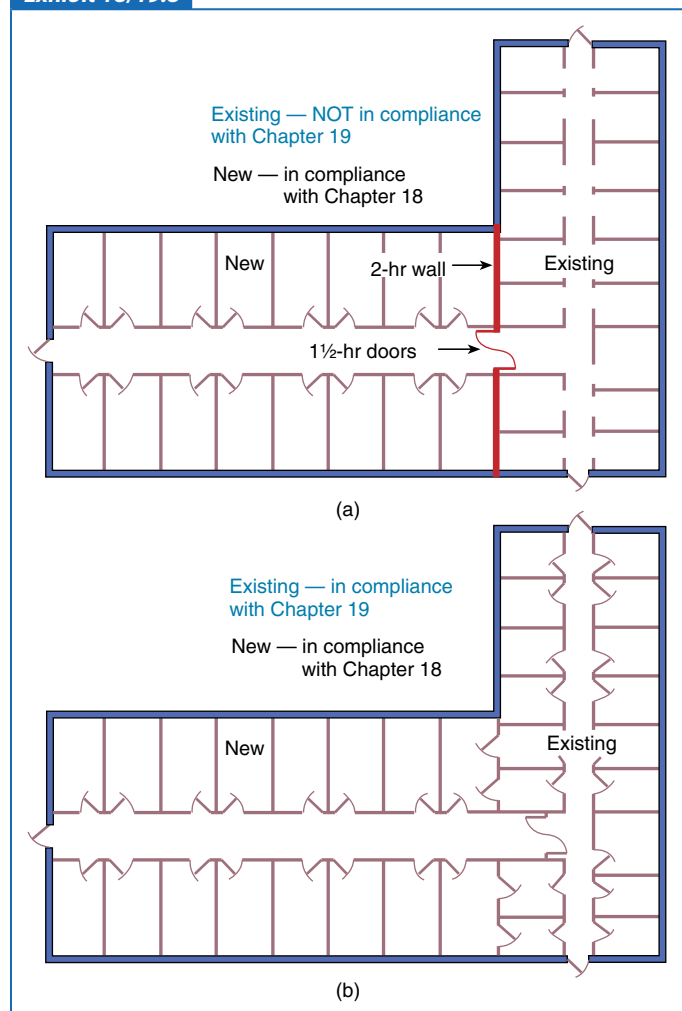 Existing — NOT in compliance
with Chapter 19
New — in compliance
with Chapter 18
New
2-hr wall
Existing
1½-hr doors
(a)
Existing — in compliance
with Chapter 19
New — in compliance
with Chapter 18
New
Existing
(b)